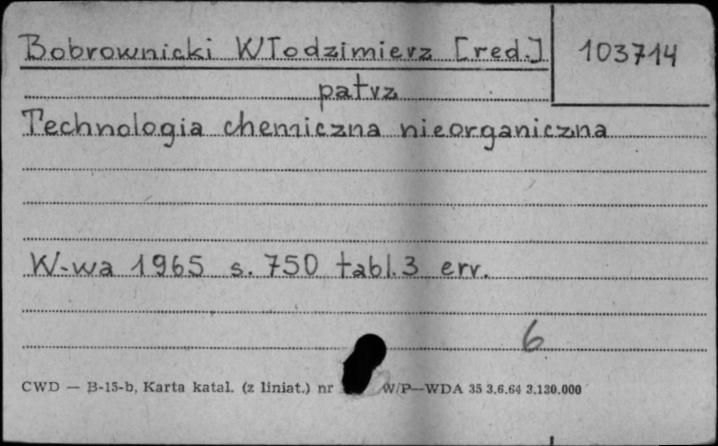 Bobrownicki Włodzimierz [red.] 103714
patrz
Technologia chemiczna nieorganiczna
W-wa 1965 s. 750 tabl. 3 err.
6
CWD — B-15-b, Karta katal. (z liniat.) nr W/P—WDA 35 3.6.64 3.130.000